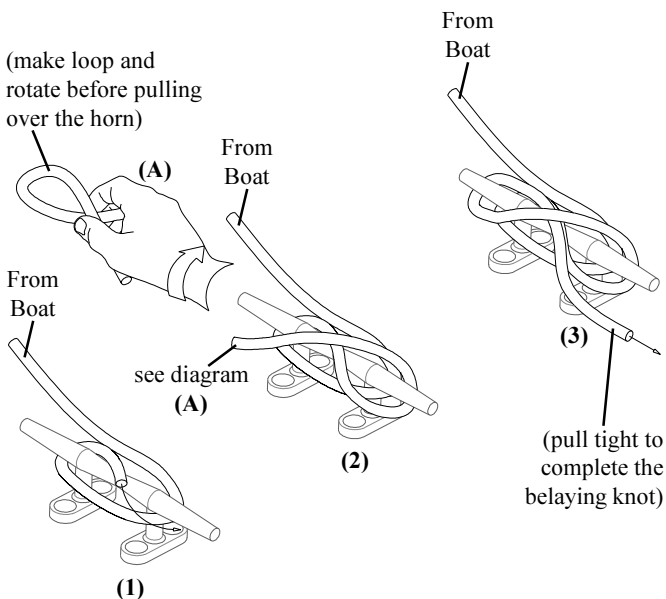 (make loop and
rotate before pulling
over the horn)
(A)
From
Boat
From
Boat
From
Boat
see diagram
(A)
(1)
(2)
(3)
(pull tight to
complete the
belaying knot)